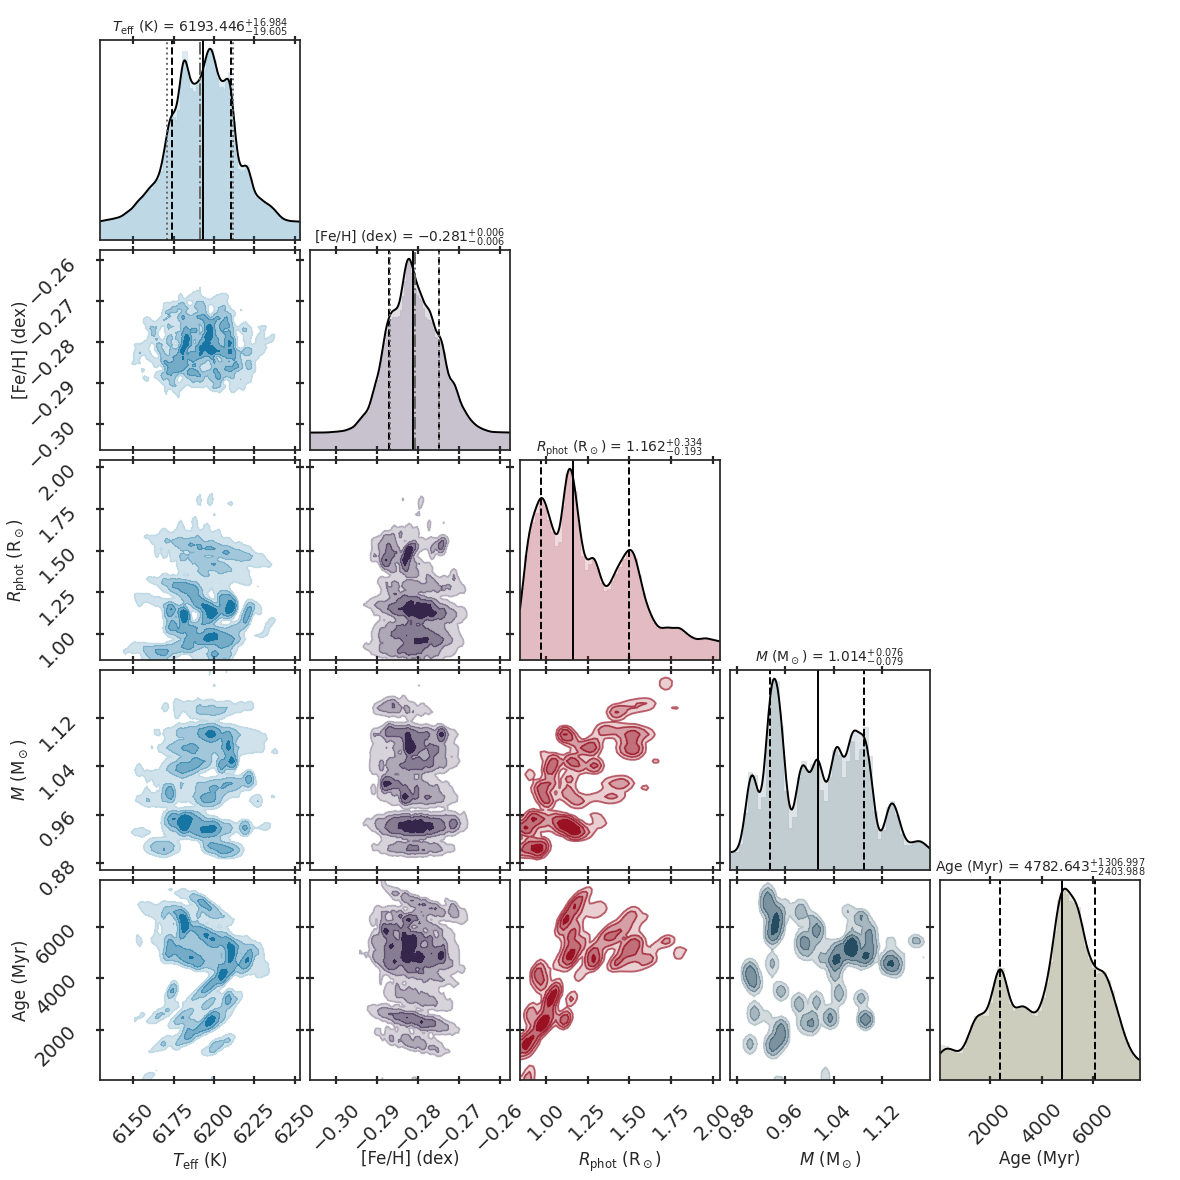 T_eff (K) = 6193.446 +16.984 −19.605
[Fe/H] (dex) = −0.281 +0.006 −0.006
−0.26
−0.27
−0.28
−0.29
−0.30
[Fe/H] (dex)
R_phot (R⊙) = 1.162 +0.334 −0.193
2.00
1.75
1.50
1.25
1.00
R_phot (R⊙)
M (M⊙) = 1.014 +0.076 −0.079
1.12
1.04
0.96
0.88
M (M⊙)
Age (Myr) = 4782.643 +1306.997 −2403.988
6000
4000
2000
Age (Myr)
6150 6175 6200 6225 6250 −0.30 −0.29 −0.28 −0.27 −0.26 1.00 1.25 1.50 1.75 2.00 0.88 0.96 1.04 1.12 2000 4000 6000
T_eff (K) [Fe/H] (dex) R_phot (R⊙) M (M⊙) Age (Myr)